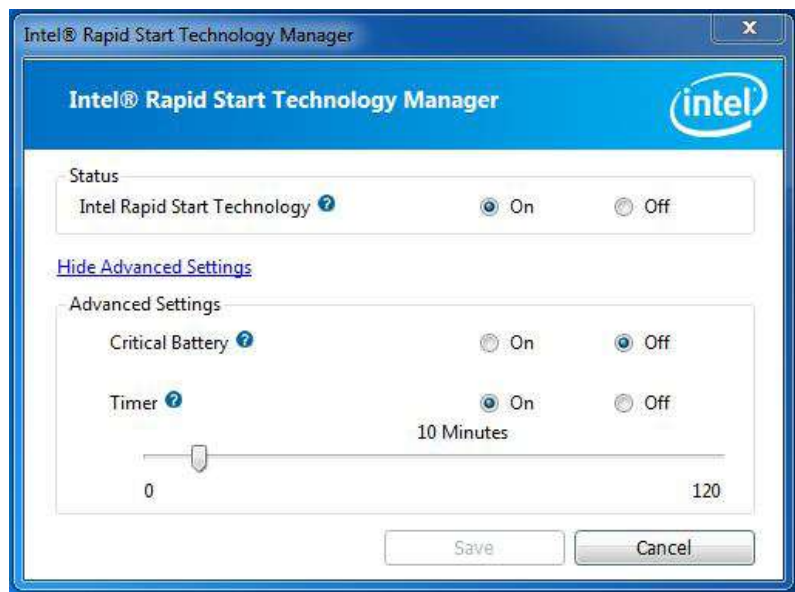 Intel® Rapid Start Technology Manager
x
Intel® Rapid Start Technology Manager
intel
Status
Intel Rapid Start Technology ? On Off
Hide Advanced Settings
Advanced Settings
Critical Battery ? On Off
Timer ? On Off
10 Minutes
0 120
Save Cancel